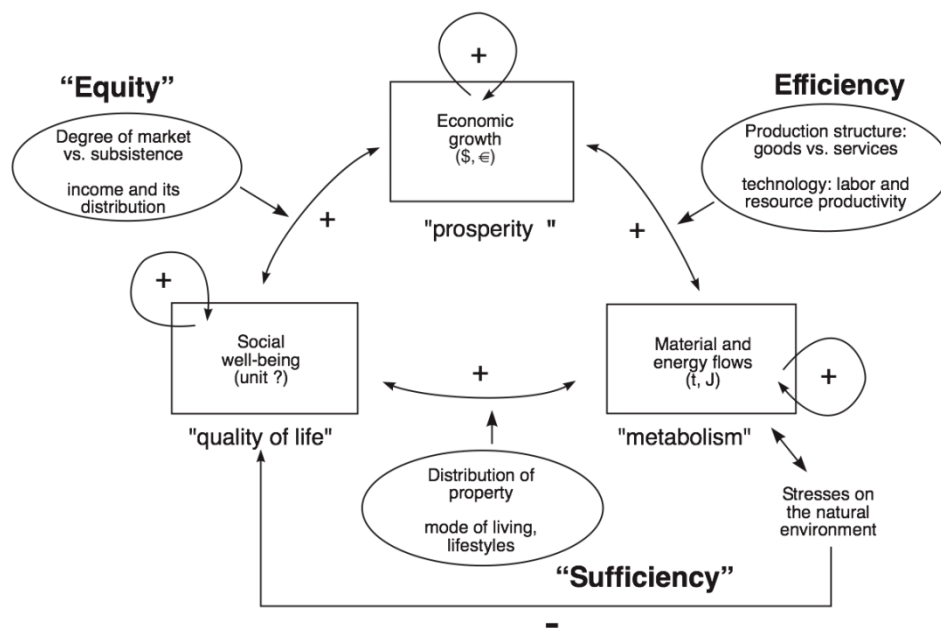 +
“Equity”
Efficiency
Economic
growth
($, €)
"prosperity "
Degree of market
vs. subsistence
income and its
distribution
Production structure:
goods vs. services
technology: labor and
resource productivity
+
+
+
Social
well-being
(unit ?)
"quality of life"
+
Material and
energy flows
(t, J)
"metabolism"
+
Distribution of
property
mode of living,
lifestyles
Stresses on
the natural
environment
“Sufficiency”
-